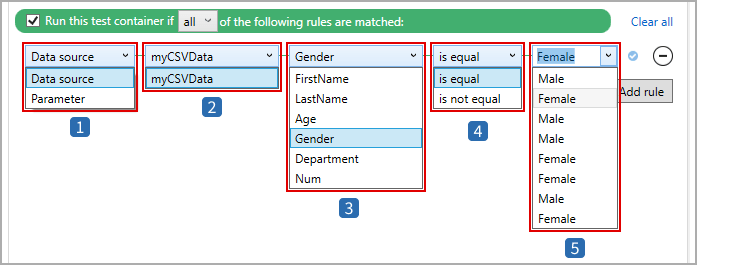 Run this test container if all of the following rules are matched:
Clear all
Data source myCSVData Gender is equal Female
Data source
Parameter
1
myCSVData
2
FirstName
LastName
Age
Gender
Department
Num
3
is equal
is not equal
4
Male
Female
Male
Male
Female
Female
Male
Female
5
Add rule